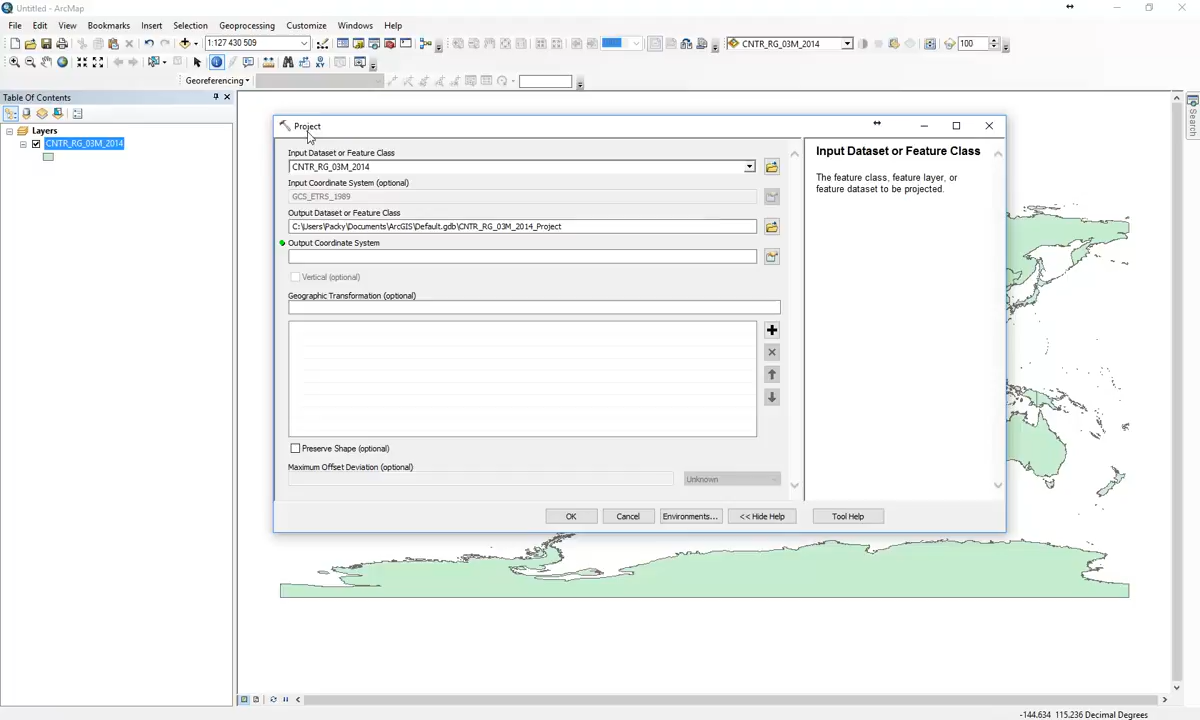 Untitled - ArcMap
File Edit View Bookmarks Insert Selection Geoprocessing Customize Windows Help
1:127 430 509
CNTR_RG_03M_2014
100
Georeferencing
Table Of Contents
Layers
CNTR_RG_03M_2014
Search
Project
Input Dataset or Feature Class
CNTR_RG_03M_2014
Input Coordinate System (optional)
GCS_ETRS_1989
Output Dataset or Feature Class
C:\Users\Packy\Documents\ArcGIS\Default.gdb\CNTR_RG_03M_2014_Project
Output Coordinate System
Vertical (optional)
Geographic Transformation (optional)
Preserve Shape (optional)
Maximum Offset Deviation (optional)
Unknown
OK Cancel Environments... << Hide Help Tool Help
Input Dataset or Feature Class
The feature class, feature layer, or
feature dataset to be projected.
-144.634 115.236 Decimal Degrees